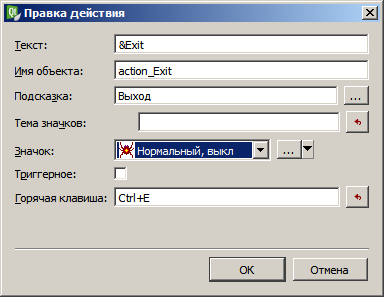 Правка действия
Текст: &Exit
Имя объекта: action_Exit
Подсказка: Выход ...
Тема значков:
Значок: Нормальный, выкл ...
Триггерное:
Горячая клавиша: Ctrl+E
OK Отмена